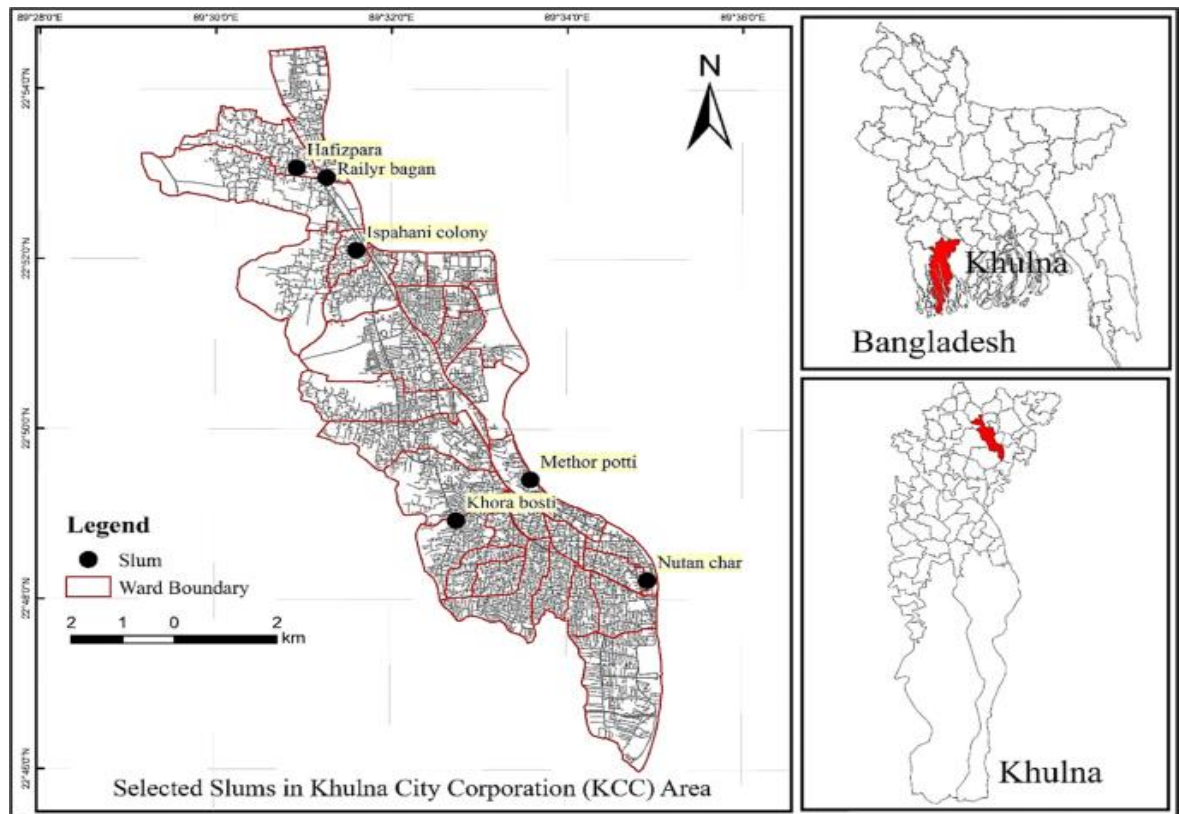 89°28'0"E 89°30'0"E 89°32'0"E 89°34'0"E 89°36'0"E
22°54'0"N
22°52'0"N
22°50'0"N
22°48'0"N
22°46'0"N
N
Hafizpara
Railyr bagan
Ispahani colony
Methor potti
Khora bosti
Nutan char
Legend
Slum
Ward Boundary
2 1 0 2
km
Selected Slums in Khulna City Corporation (KCC) Area
Khulna
Bangladesh
Khulna